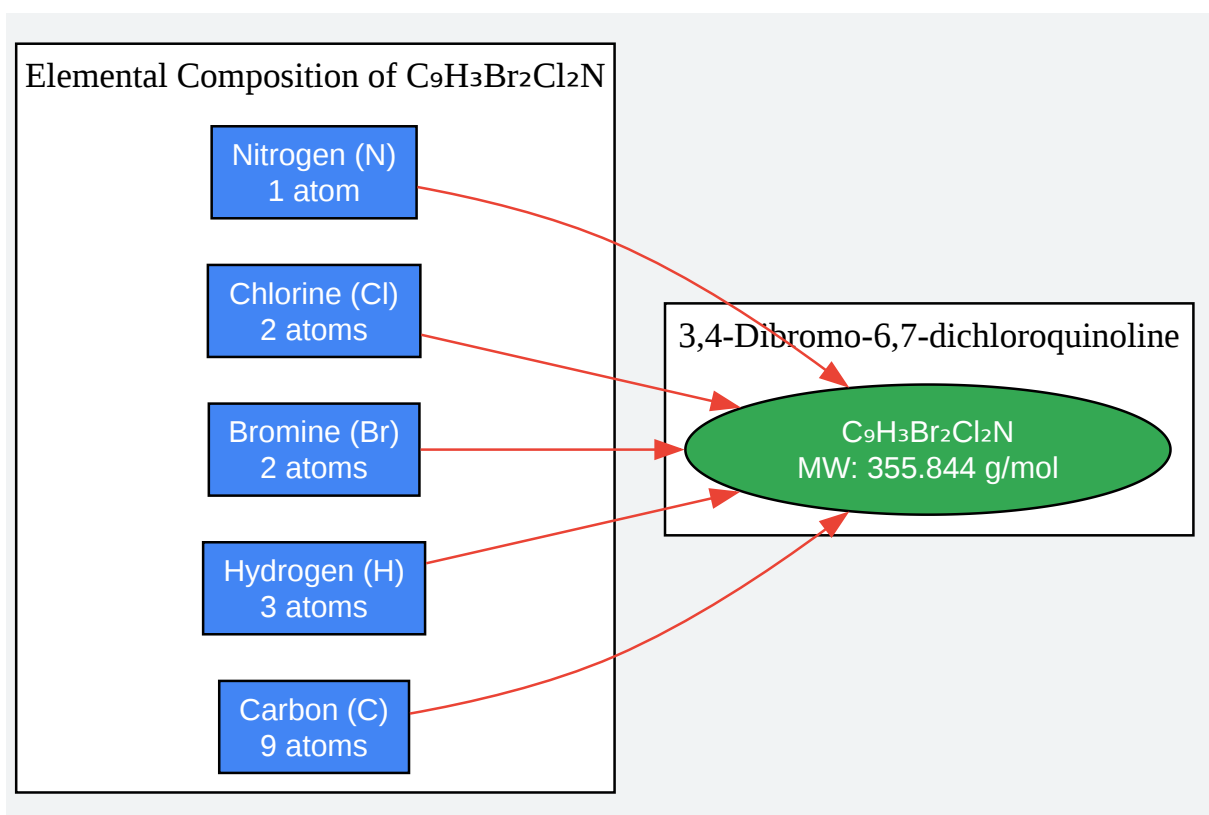 Elemental Composition of C₉H₃Br₂Cl₂N
Nitrogen (N)
1 atom
Chlorine (Cl)
2 atoms
Bromine (Br)
2 atoms
Hydrogen (H)
3 atoms
Carbon (C)
9 atoms
3,4-Dibromo-6,7-dichloroquinoline
C₉H₃Br₂Cl₂N
MW: 355.844 g/mol